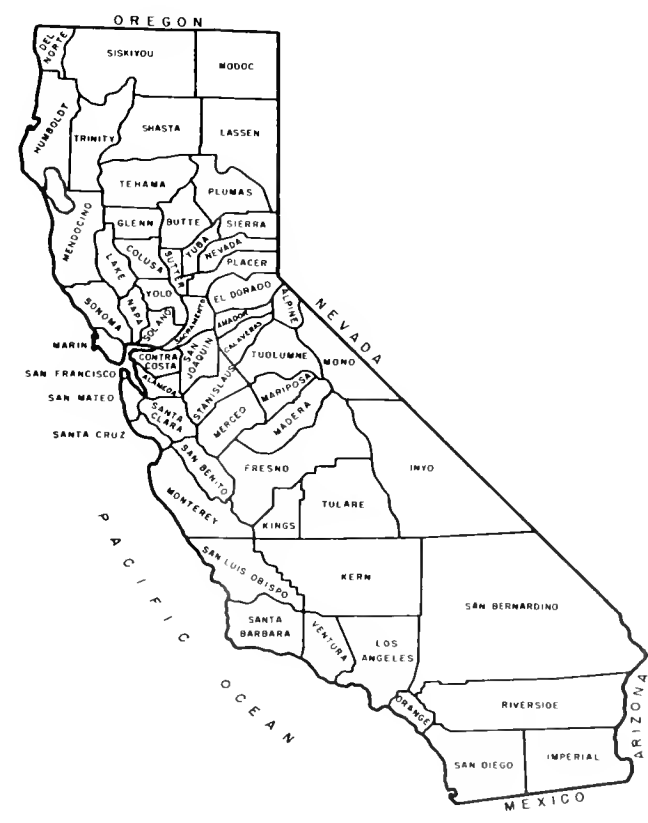 OREGON
DEL
NORTE
SISKIYOU
MODOC
HUMBOLDT
TRINITY
SHASTA
LASSEN
TEHAMA
PLUMAS
MENDOCINO
GLENN
BUTTE
SIERRA
LAKE
COLUSA
SUTTER
YUBA
NEVADA
PLACER
SONOMA
NAPA
YOLO
SOLANO
SACRAMENTO
EL DORADO
ALPINE
NEVADA
AMADOR
CALAVERAS
MARIN
CONTRA
COSTA
SAN
JOAQUIN
TUOLUMNE
MONO
SAN FRANCISCO
ALAMEDA
STANISLAUS
MARIPOSA
SAN MATEO
SANTA
CLARA
MERCED
MADERA
SANTA CRUZ
SAN BENITO
FRESNO
INYO
MONTEREY
KINGS
TULARE
PACIFIC OCEAN
SAN LUIS OBISPO
KERN
SAN BERNARDINO
SANTA
BARBARA
VENTURA
LOS
ANGELES
ORANGE
RIVERSIDE
ARIZONA
SAN DIEGO
IMPERIAL
MEXICO